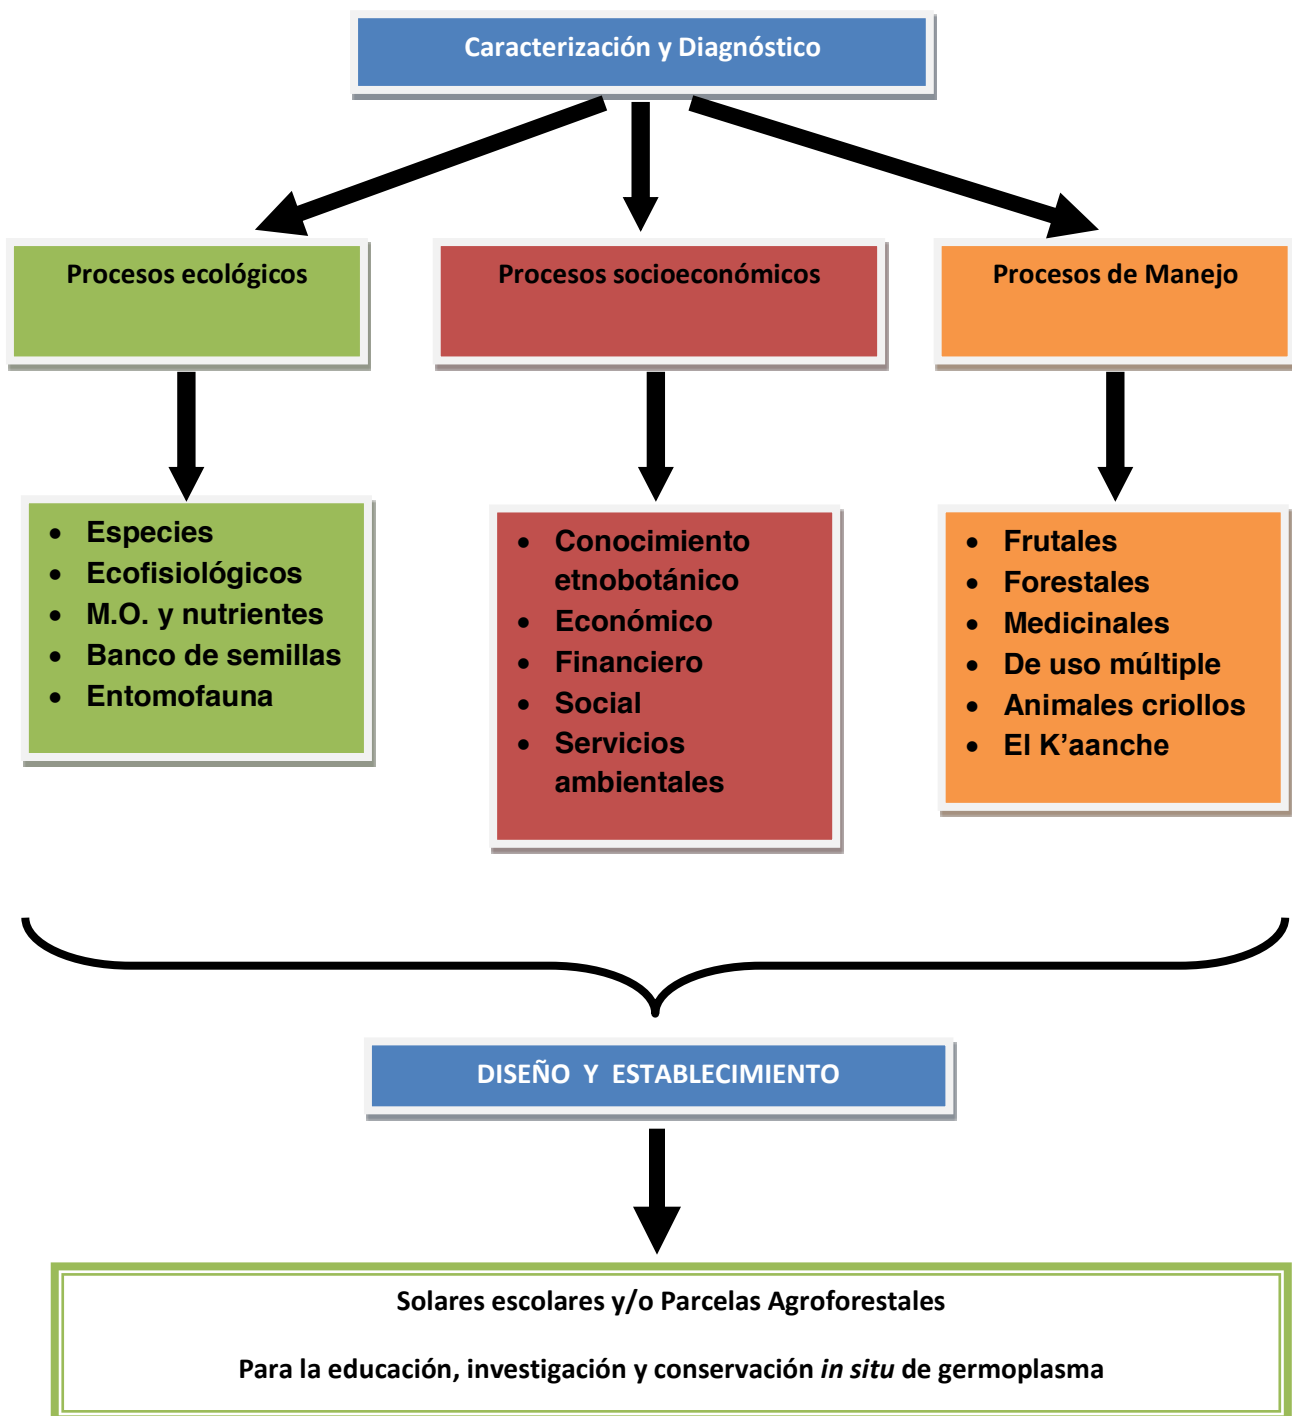 Caracterización y Diagnóstico
Procesos ecológicos
Procesos socioeconómicos
Procesos de Manejo
• Especies
• Ecofisiológicos
• M.O. y nutrientes
• Banco de semillas
• Entomofauna
• Conocimiento
etnobotánico
• Económico
• Financiero
• Social
• Servicios
ambientales
• Frutales
• Forestales
• Medicinales
• De uso múltiple
• Animales criollos
• El K’aanche
DISEÑO Y ESTABLECIMIENTO
Solares escolares y/o Parcelas Agroforestales
Para la educación, investigación y conservación in situ de germoplasma